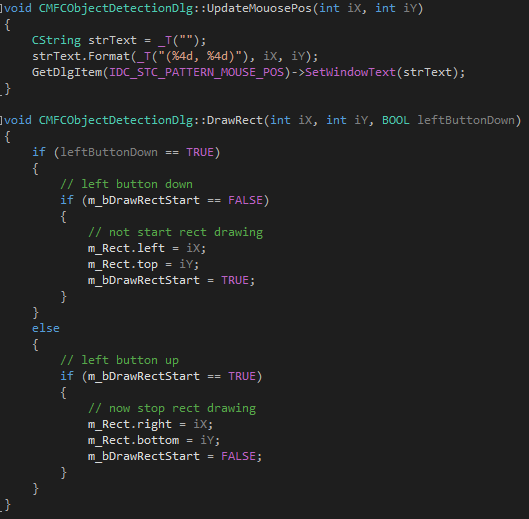 void CMFCObjectDetectionDlg::UpdateMouosePos(int iX, int iY)
{
    CString strText = _T("");
    strText.Format(_T("(%4d, %4d)"), iX, iY);
    GetDlgItem(IDC_STC_PATTERN_MOUSE_POS)->SetWindowText(strText);
}
void CMFCObjectDetectionDlg::DrawRect(int iX, int iY, BOOL leftButtonDown)
{
    if (leftButtonDown == TRUE)
    {
        // left button down
        if (m_bDrawRectStart == FALSE)
        {
            // not start rect drawing
            m_Rect.left = iX;
            m_Rect.top = iY;
            m_bDrawRectStart = TRUE;
        }
    }
    else
    {
        // left button up
        if (m_bDrawRectStart == TRUE)
        {
            // now stop rect drawing
            m_Rect.right = iX;
            m_Rect.bottom = iY;
            m_bDrawRectStart = FALSE;
        }
    }
}